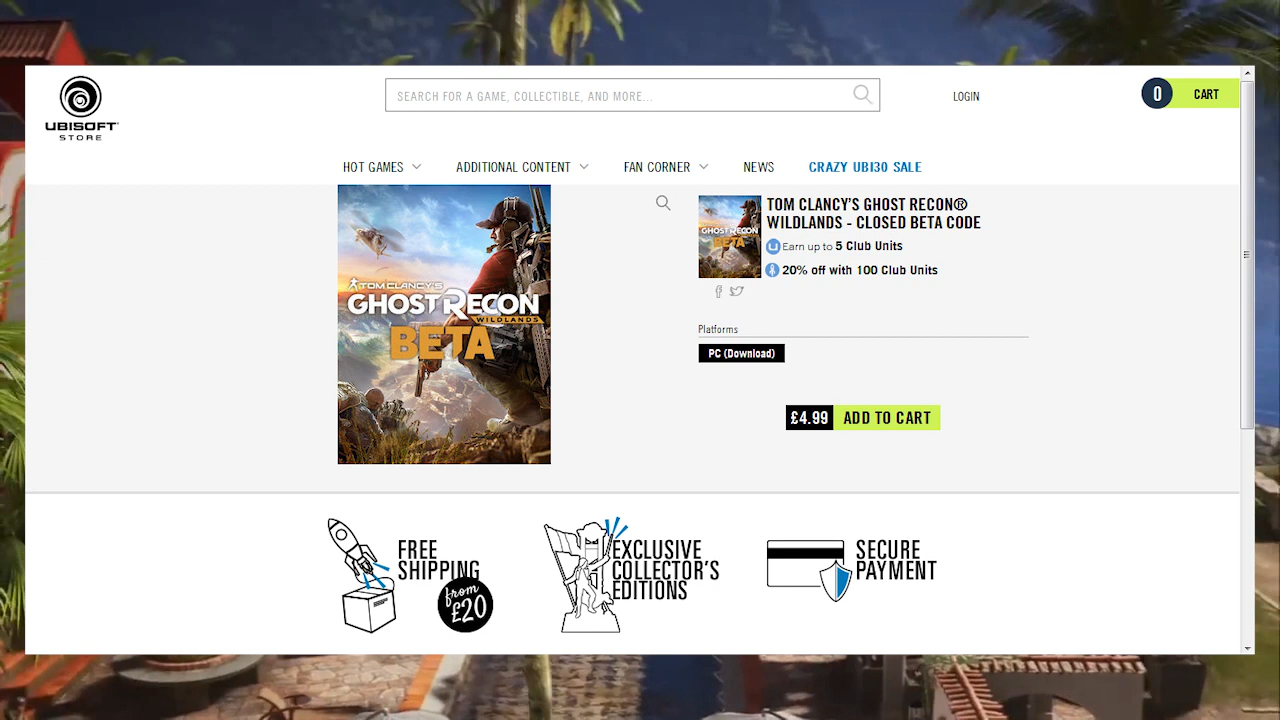 UBISOFT
STORE
SEARCH FOR A GAME, COLLECTIBLE, AND MORE...
LOGIN
0
CART
HOT GAMES
ADDITIONAL CONTENT
FAN CORNER
NEWS
CRAZY UBI30 SALE
TOM CLANCY'S
GHOST RECON
WILDLANDS
BETA
GHOST RECON
BETA
TOM CLANCY'S GHOST RECON®
WILDLANDS - CLOSED BETA CODE
Earn up to 5 Club Units
20% off with 100 Club Units
Platforms
PC (Download)
£4.99
ADD TO CART
FREE
SHIPPING
from
£20
EXCLUSIVE
COLLECTOR'S
EDITIONS
SECURE
PAYMENT